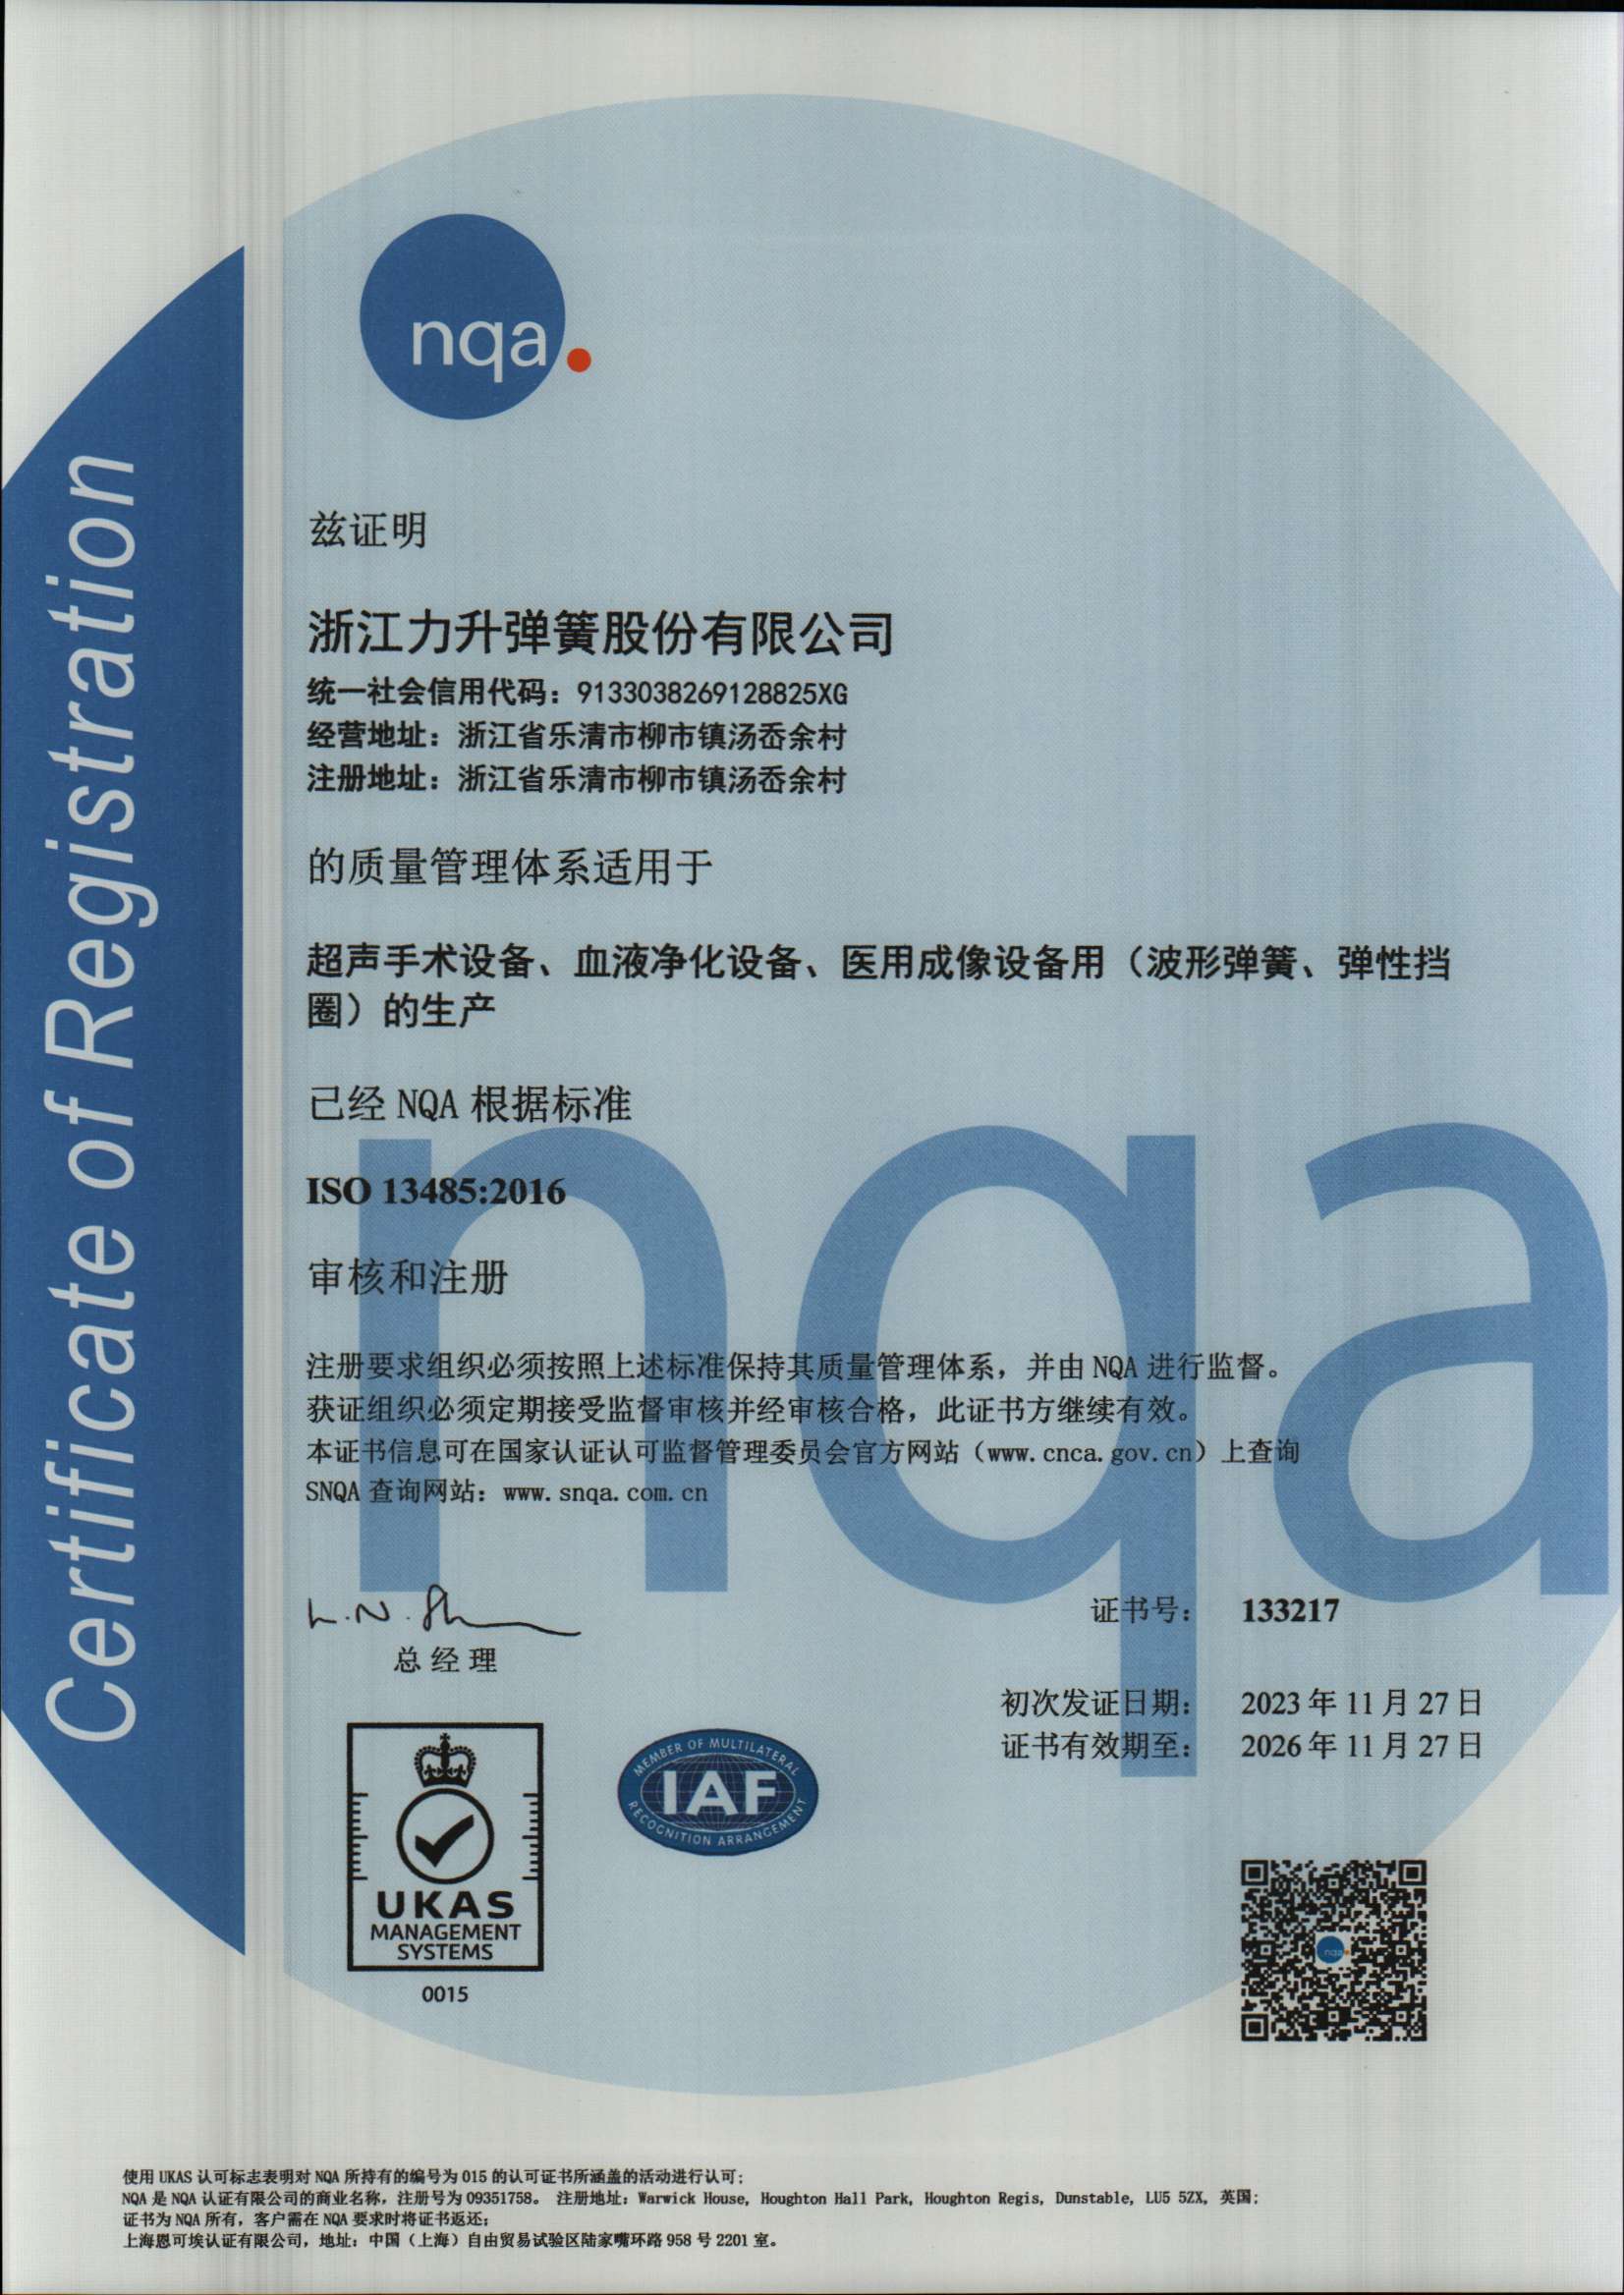 Certificate of Registration
nqa.
兹证明
浙江力升弹簧股份有限公司
统一社会信用代码：9133038269128825XG
经营地址：浙江省乐清市柳市镇汤岙余村
注册地址：浙江省乐清市柳市镇汤岙余村
的质量管理体系适用于
超声手术设备、血液净化设备、医用成像设备用（波形弹簧、弹性挡
圈）的生产
已经 NQA 根据标准
ISO 13485:2016
审核和注册
注册要求组织必须按照上述标准保持其质量管理体系，并由 NQA 进行监督。
获证组织必须定期接受监督审核并经审核合格，此证书方继续有效。
本证书信息可在国家认证认可监督管理委员会官方网站（www.cnca.gov.cn）上查询
SNQA 查询网站：www.snqa.com.cn
nqa
总经理
证书号： 133217
初次发证日期： 2023 年 11 月 27 日
证书有效期至： 2026 年 11 月 27 日
UKAS
MANAGEMENT
SYSTEMS
0015
MEMBER OF MULTILATERAL
IAF
RECOGNITION ARRANGEMENT
nqa
使用 UKAS 认可标志表明对 NQA 所持有的编号为 015 的认可证书所涵盖的活动进行认可；
NQA 是 NQA 认证有限公司的商业名称，注册号为 09351758。 注册地址：Warwick House, Houghton Hall Park, Houghton Regis, Dunstable, LU5 5ZX, 英国；
证书为 NQA 所有，客户需在 NQA 要求时将证书返还；
上海恩可埃认证有限公司，地址：中国（上海）自由贸易试验区陆家嘴环路 958 号 2201 室。